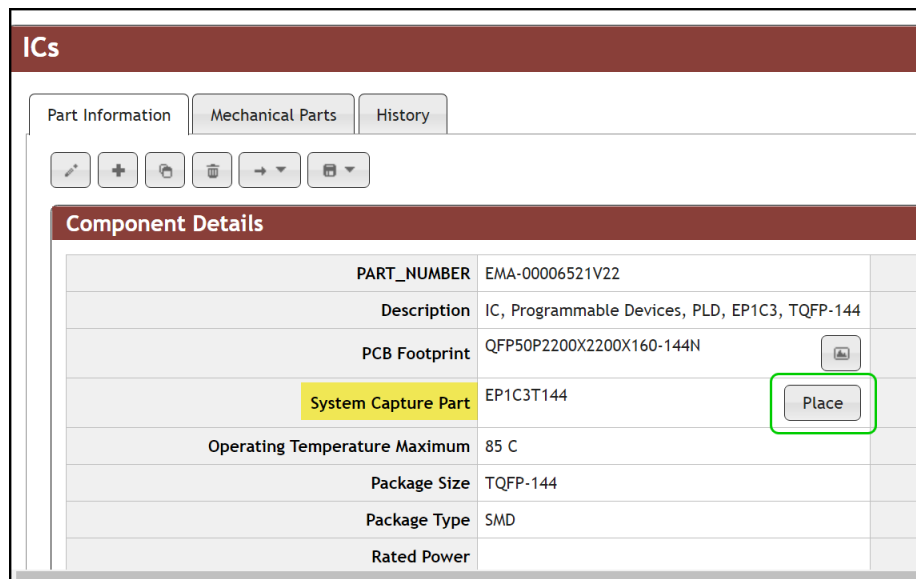 ICs
Part Information Mechanical Parts History
Component Details
PART_NUMBER EMA-00006521V22
Description IC, Programmable Devices, PLD, EP1C3, TQFP-144
PCB Footprint QFP50P2200X2200X160-144N
System Capture Part EP1C3T144 Place
Operating Temperature Maximum 85 C
Package Size TQFP-144
Package Type SMD
Rated Power